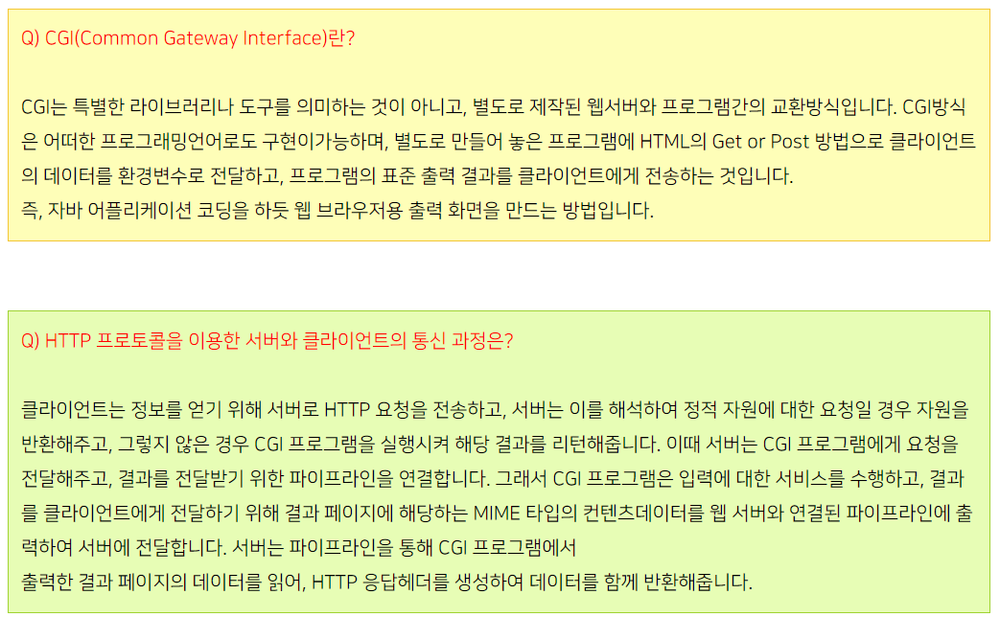 Q) CGI(Common Gateway Interface)란?
CGI는 특별한 라이브러리나 도구를 의미하는 것이 아니고, 별도로 제작된 웹서버와 프로그램간의 교환방식입니다. CGI방식
은 어떠한 프로그래밍언어로도 구현이가능하며, 별도로 만들어 놓은 프로그램에 HTML의 Get or Post 방법으로 클라이언트
의 데이터를 환경변수로 전달하고, 프로그램의 표준 출력 결과를 클라이언트에게 전송하는 것입니다.
즉, 자바 어플리케이션 코딩을 하듯 웹 브라우저용 출력 화면을 만드는 방법입니다.
Q) HTTP 프로토콜을 이용한 서버와 클라이언트의 통신 과정은?
클라이언트는 정보를 얻기 위해 서버로 HTTP 요청을 전송하고, 서버는 이를 해석하여 정적 자원에 대한 요청일 경우 자원을
반환해주고, 그렇지 않은 경우 CGI 프로그램을 실행시켜 해당 결과를 리턴해줍니다. 이때 서버는 CGI 프로그램에게 요청을
전달해주고, 결과를 전달받기 위한 파이프라인을 연결합니다. 그래서 CGI 프로그램은 입력에 대한 서비스를 수행하고, 결과
를 클라이언트에게 전달하기 위해 결과 페이지에 해당하는 MIME 타입의 컨텐츠데이터를 웹 서버와 연결된 파이프라인에 출
력하여 서버에 전달합니다. 서버는 파이프라인을 통해 CGI 프로그램에서
출력한 결과 페이지의 데이터를 읽어, HTTP 응답헤더를 생성하여 데이터를 함께 반환해줍니다.